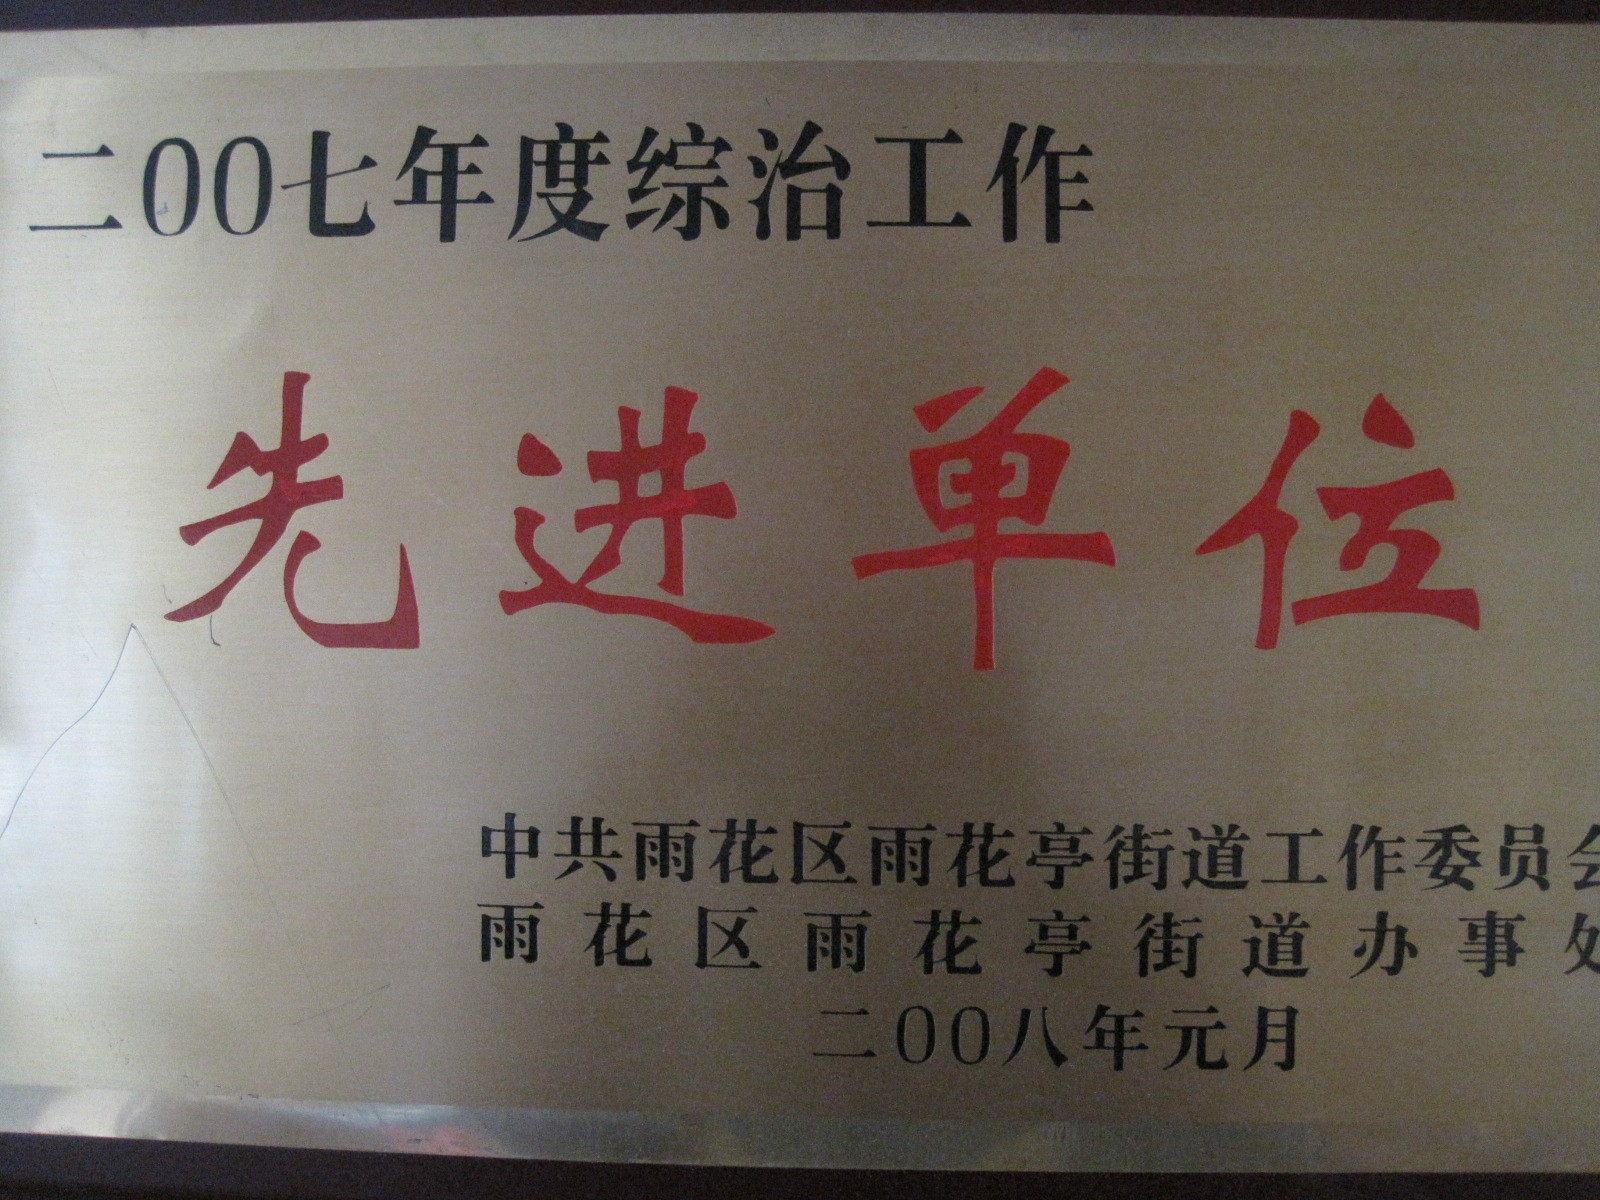 二00七年度综治工作
先进单位
中共雨花区雨花亭街道工作委员会
雨花区雨花亭街道办事处
二00八年元月